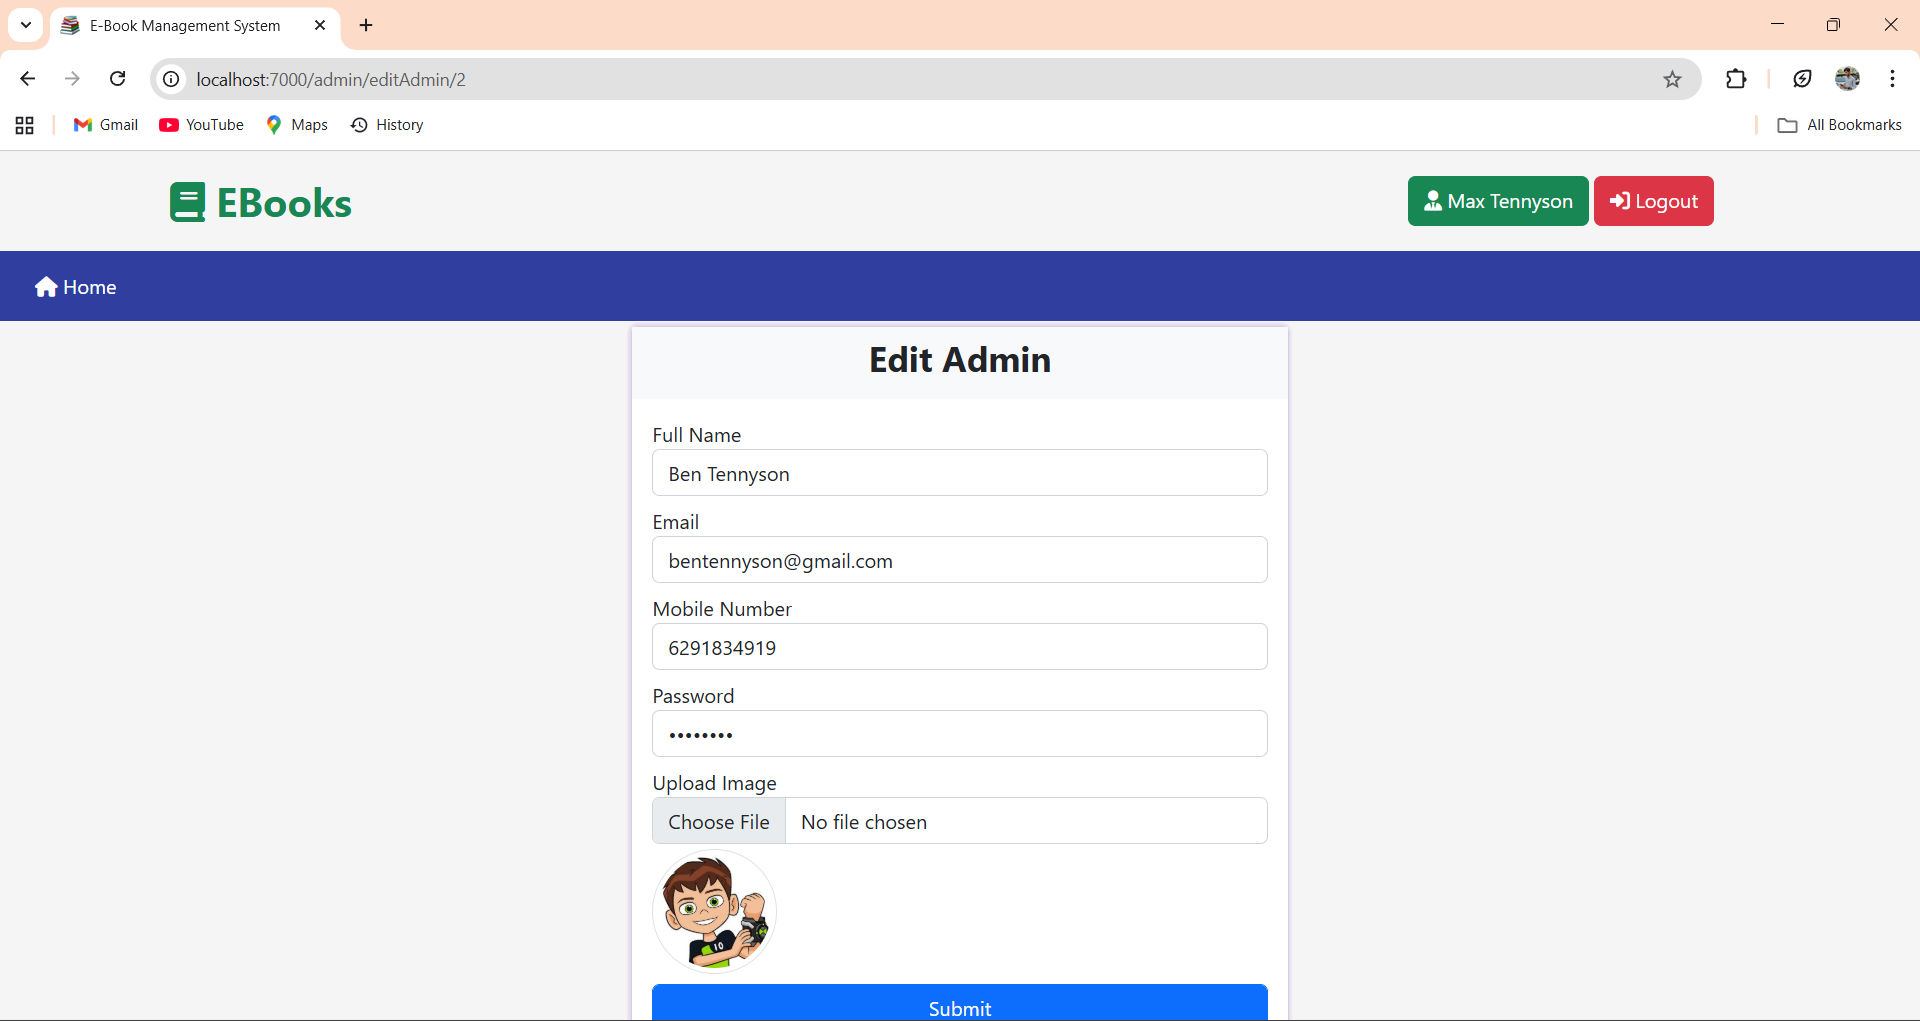 E-Book Management System
localhost:7000/admin/editAdmin/2
Gmail YouTube Maps History All Bookmarks
EBooks Max Tennyson Logout
Home
Edit Admin
Full Name
Ben Tennyson
Email
bentennyson@gmail.com
Mobile Number
6291834919
Password
••••••••
Upload Image
Choose File No file chosen
10
Submit